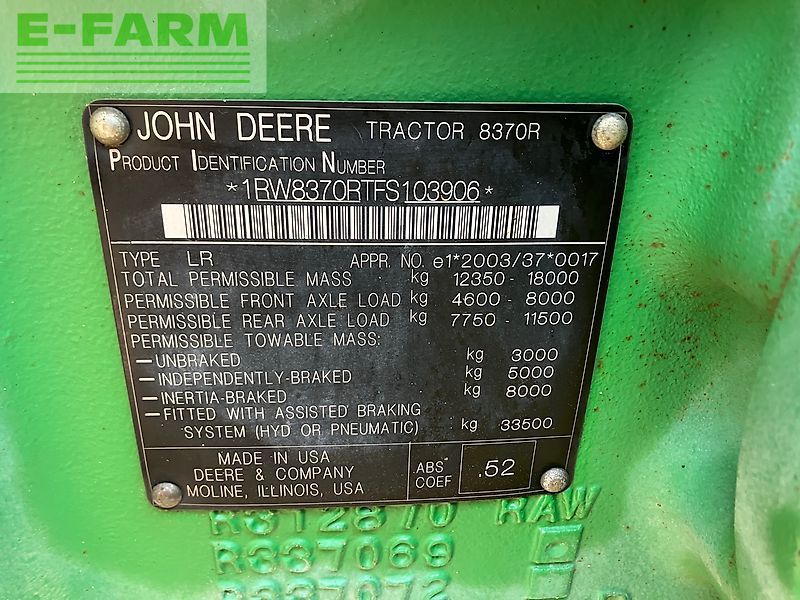 E-FARM
JOHN DEERE TRACTOR 8370R
PRODUCT IDENTIFICATION NUMBER
*1RW8370RTFS103906*
TYPE LR APPR. NO. e1*2003/37*0017
TOTAL PERMISSIBLE MASS kg 12350 - 18000
PERMISSIBLE FRONT AXLE LOAD kg 4600 - 8000
PERMISSIBLE REAR AXLE LOAD kg 7750 - 11500
PERMISSIBLE TOWABLE MASS:
-UNBRAKED kg 3000
-INDEPENDENTLY-BRAKED kg 5000
-INERTIA-BRAKED kg 8000
-FITTED WITH ASSISTED BRAKING
SYSTEM (HYD OR PNEUMATIC) kg 33500
MADE IN USA
DEERE & COMPANY
MOLINE, ILLINOIS, USA
ABS
COEF .52
R312870 RAW
R337069
R337072